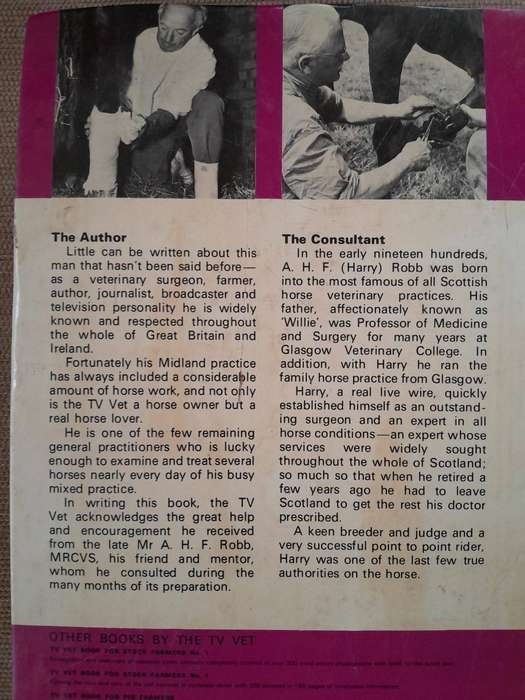 The Author
Little can be written about this
man that hasn't been said before—
as a veterinary surgeon, farmer,
author, journalist, broadcaster and
television personality he is widely
known and respected throughout
the whole of Great Britain and
Ireland.
Fortunately his Midland practice
has always included a considerable
amount of horse work, and not only
is the TV Vet a horse owner but a
real horse lover.
He is one of the few remaining
general practitioners who is lucky
enough to examine and treat several
horses nearly every day of his busy
mixed practice.
In writing this book, the TV
Vet acknowledges the great help
and encouragement he received
from the late Mr A. H. F. Robb,
MRCVS, his friend and mentor,
whom he consulted during the
many months of its preparation.
The Consultant
In the early nineteen hundreds,
A. H. F. (Harry) Robb was born
into the most famous of all Scottish
horse veterinary practices. His
father, affectionately known as
'Willie', was Professor of Medicine
and Surgery for many years at
Glasgow Veterinary College. In
addition, with Harry he ran the
family horse practice from Glasgow.
Harry, a real live wire, quickly
established himself as an outstand-
ing surgeon and an expert in all
horse conditions—an expert whose
services were widely sought
throughout the whole of Scotland;
so much so that when he retired a
few years ago he had to leave
Scotland to get the rest his doctor
prescribed.
A keen breeder and judge and a
very successful point to point rider,
Harry was one of the last few true
authorities on the horse.
OTHER BOOKS BY THE TV VET
TV VET BOOK FOR STOCK FARMERS No. 1
TV VET BOOK FOR STOCK FARMERS No. 2
TV VET BOOK FOR PIG FARMERS